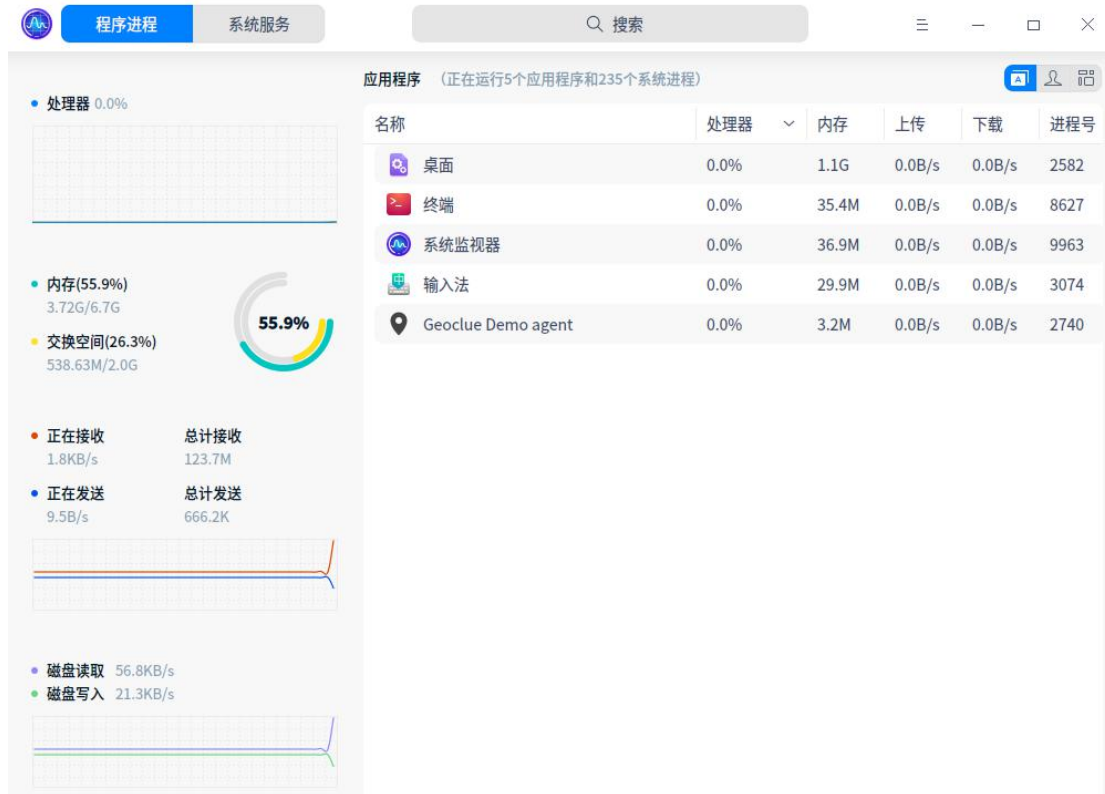 程序进程 系统服务 搜索
处理器 0.0%
内存(55.9%)
3.72G/6.7G
交换空间(26.3%)
538.63M/2.0G
55.9%
正在接收 总计接收
1.8KB/s 123.7M
正在发送 总计发送
9.5B/s 666.2K
磁盘读取 56.8KB/s
磁盘写入 21.3KB/s
应用程序 （正在运行5个应用程序和235个系统进程）
名称 处理器 内存 上传 下载 进程号
桌面 0.0% 1.1G 0.0B/s 0.0B/s 2582
终端 0.0% 35.4M 0.0B/s 0.0B/s 8627
系统监视器 0.0% 36.9M 0.0B/s 0.0B/s 9963
输入法 0.0% 29.9M 0.0B/s 0.0B/s 3074
Geoclue Demo agent 0.0% 3.2M 0.0B/s 0.0B/s 2740